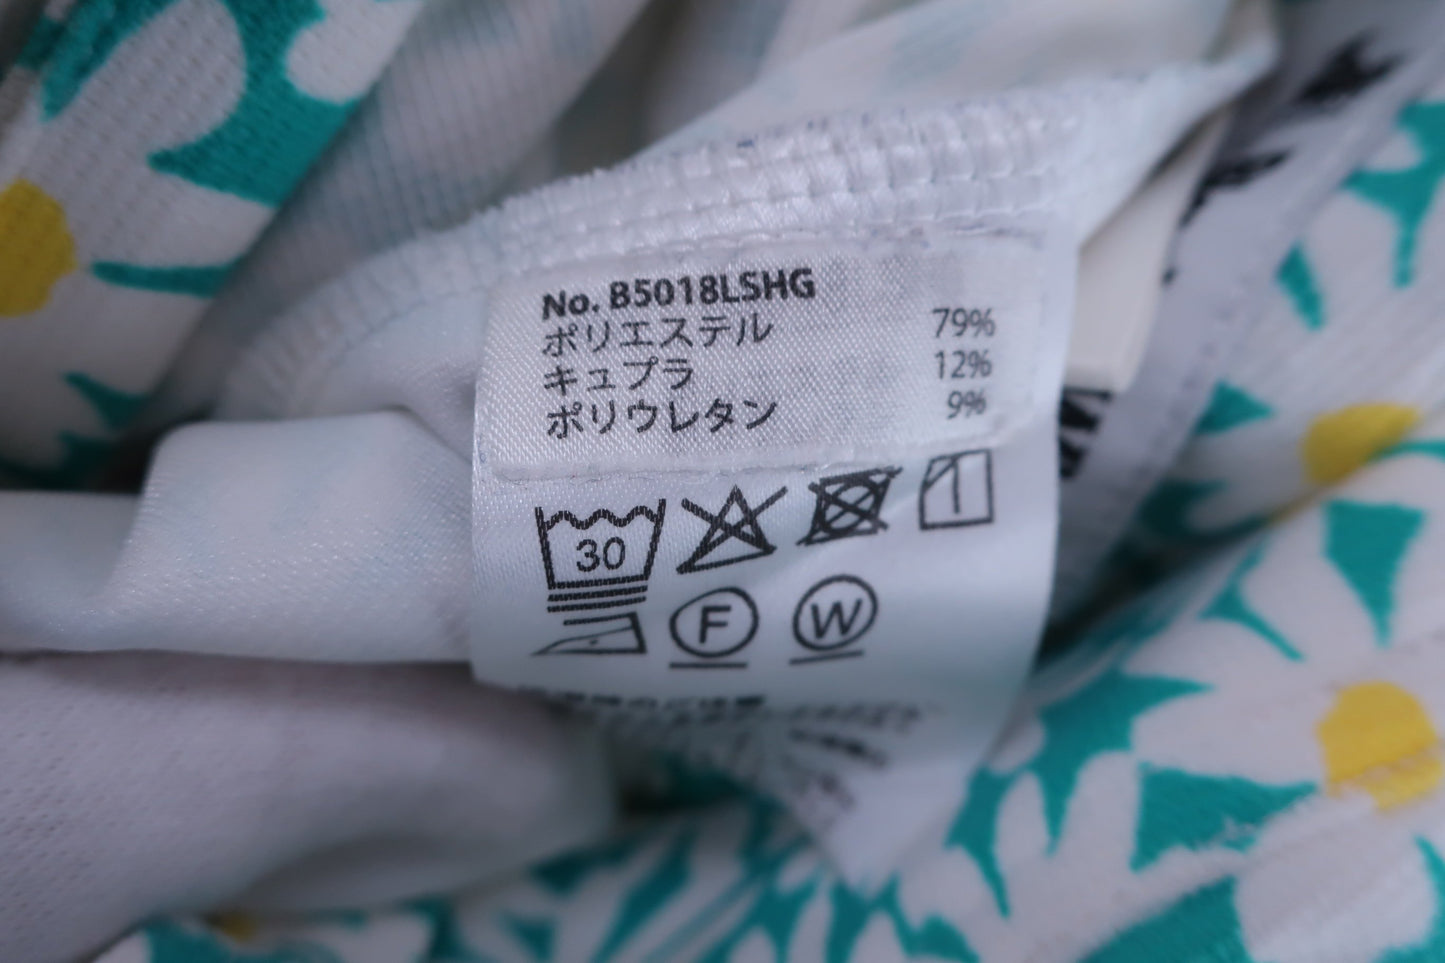 No. B5018LSHG
ポリエステル 79%
キュプラ 12%
ポリウレタン 9%
30
F W